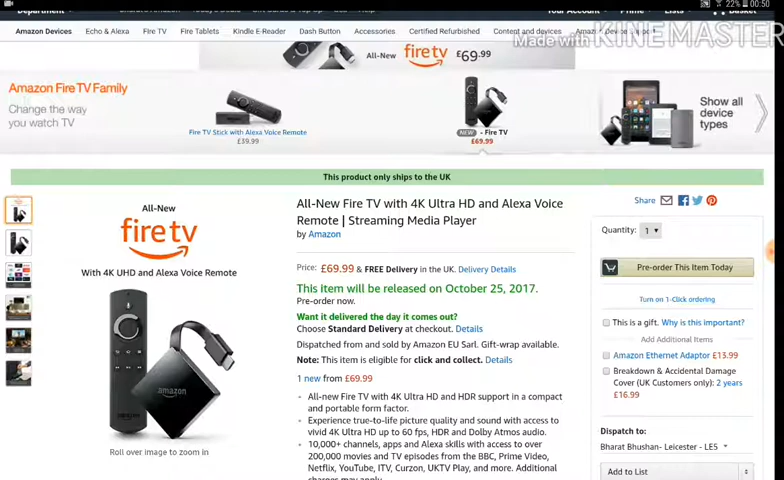 22% 00:50
Department
Your Account
Prime
Basket
Amazon Devices Echo & Alexa Fire TV Fire Tablets Kindle E-Reader Dash Button Accessories Certified Refurbished Content and devices
Made with KINEMASTER
All-New firetv £69.99
Amazon Fire TV Family
Change the way
you watch TV
Fire TV Stick with Alexa Voice Remote
£39.99
NEW - Fire TV
£69.99
Show all
device
types
This product only ships to the UK
All-New
firetv
With 4K UHD and Alexa Voice Remote
amazon
Roll over image to zoom in
All-New Fire TV with 4K Ultra HD and Alexa Voice
Remote | Streaming Media Player
by Amazon
Price: £69.99 & FREE Delivery in the UK. Delivery Details
This item will be released on October 25, 2017.
Pre-order now.
Want it delivered the day it comes out?
Choose Standard Delivery at checkout. Details
Dispatched from and sold by Amazon EU Sarl. Gift-wrap available.
Note: This item is eligible for click and collect. Details
1 new from £69.99
All-new Fire TV with 4K Ultra HD and HDR support in a compact
and portable form factor.
Experience true-to-life picture quality and sound with access to
vivid 4K Ultra HD up to 60 fps, HDR and Dolby Atmos audio.
10,000+ channels, apps and Alexa skills with access to over
200,000 movies and TV episodes from the BBC, Prime Video,
Netflix, YouTube, ITV, Curzon, UKTV Play, and more. Additional
charges may apply.
Share
Quantity: 1
Pre-order This Item Today
Turn on 1-Click ordering
This is a gift. Why is this important?
Add Additional Items
Amazon Ethernet Adaptor £13.99
Breakdown & Accidental Damage
Cover (UK Customers only): 2 years
£16.99
Dispatch to:
Bharat Bhushan- Leicester - LE5
Add to List